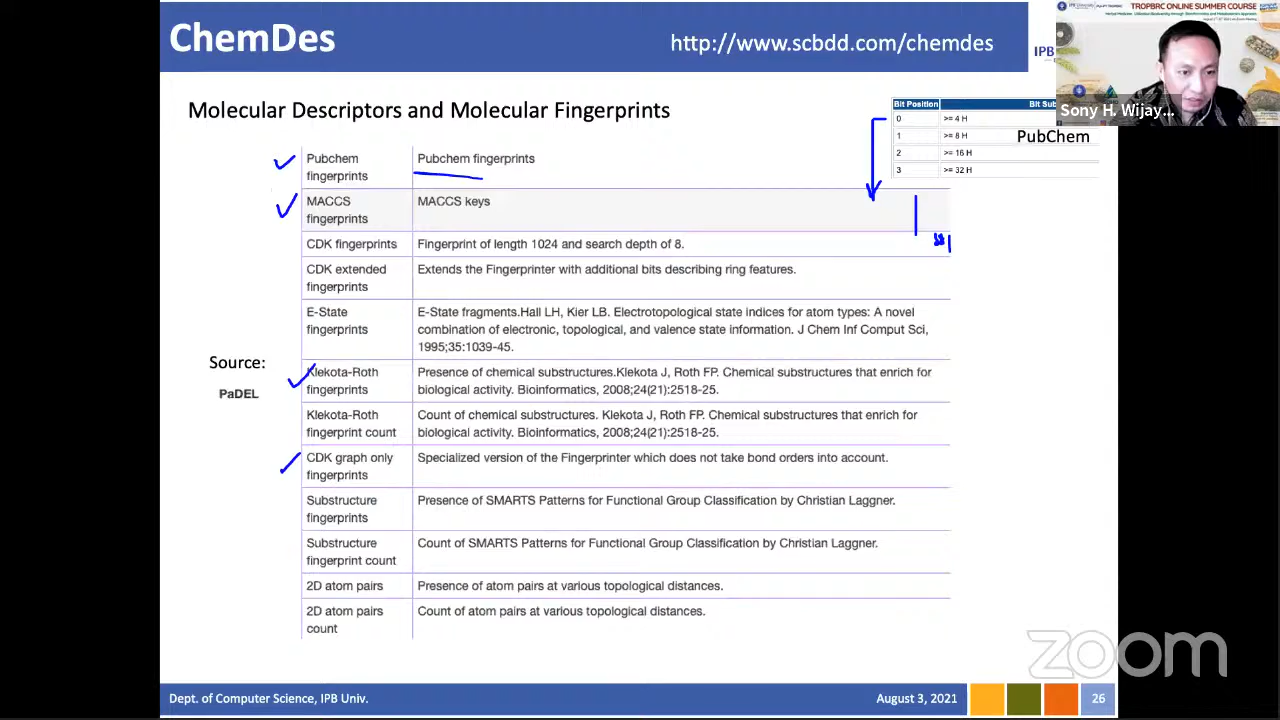 ChemDes
http://www.scbdd.com/chemdes
TROPBRC ONLINE SUMMER COURSE
IPB
Sony H. Wijay...
Molecular Descriptors and Molecular Fingerprints
Bit Position
0 >= 4 H
1 >= 8 H
2 >= 16 H
3 >= 32 H
PubChem
Pubchem fingerprints
Pubchem
fingerprints
MACCS
fingerprints
MACCS keys
CDK fingerprints
Fingerprint of length 1024 and search depth of 8.
CDK extended
fingerprints
Extends the Fingerprinter with additional bits describing ring features.
E-State
fingerprints
E-State fragments.Hall LH, Kier LB. Electrotopological state indices for atom types: A novel
combination of electronic, topological, and valence state information. J Chem Inf Comput Sci,
1995;35:1039-45.
Source:
PaDEL
Klekota-Roth
fingerprints
Presence of chemical substructures.Klekota J, Roth FP. Chemical substructures that enrich for
biological activity. Bioinformatics, 2008;24(21):2518-25.
Klekota-Roth
fingerprint count
Count of chemical substructures. Klekota J, Roth FP. Chemical substructures that enrich for
biological activity. Bioinformatics, 2008;24(21):2518-25.
CDK graph only
fingerprints
Specialized version of the Fingerprinter which does not take bond orders into account.
Substructure
fingerprints
Presence of SMARTS Patterns for Functional Group Classification by Christian Laggner.
Substructure
fingerprint count
Count of SMARTS Patterns for Functional Group Classification by Christian Laggner.
2D atom pairs
Presence of atom pairs at various topological distances.
2D atom pairs
count
Count of atom pairs at various topological distances.
zoom
Dept. of Computer Science, IPB Univ.
August 3, 2021
26